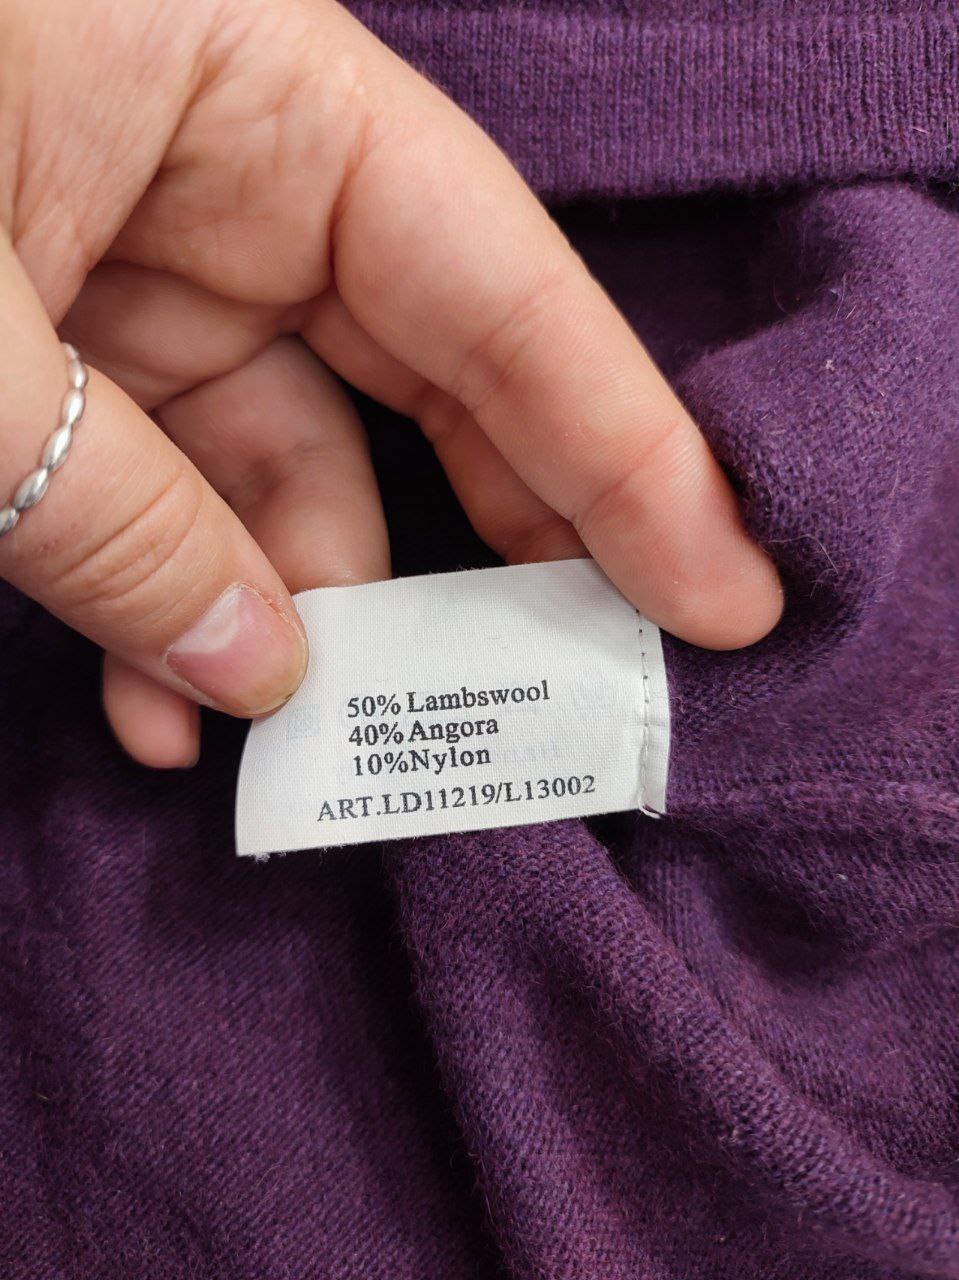 50% Lambswool
40% Angora
10%Nylon
ART.LD11219/L13002